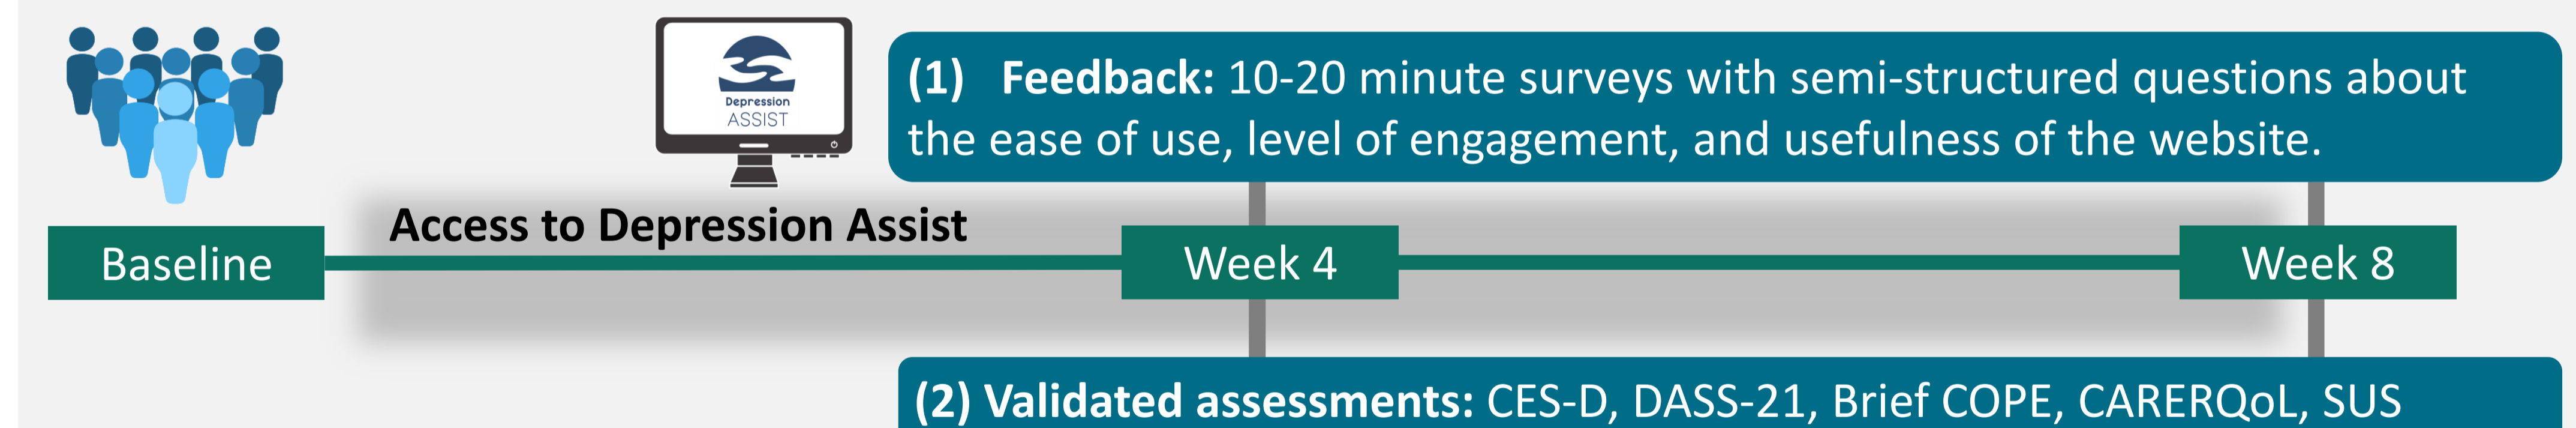 Depression
ASSIST
(1) Feedback: 10-20 minute surveys with semi-structured questions about
the ease of use, level of engagement, and usefulness of the website.
Access to Depression Assist
Baseline
Week 4
Week 8
(2) Validated assessments: CES-D, DASS-21, Brief COPE, CARERQoL, SUS